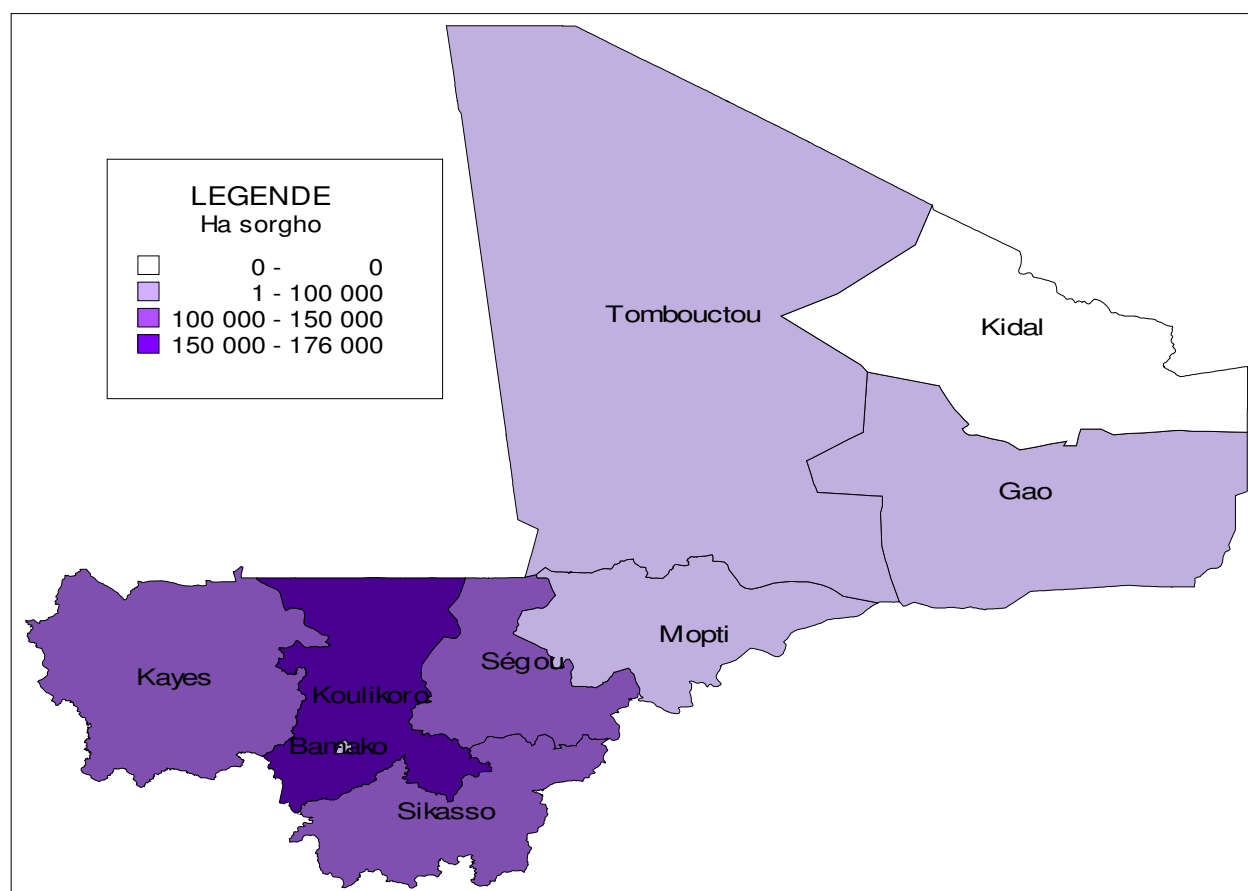 LEGENDE
Ha sorgho
0 - 0
1 - 100 000
100 000 - 150 000
150 000 - 176 000
Tombouctou
Kidal
Gao
Mopti
Ségou
Kayes
Koulikoro
Bamako
Sikasso